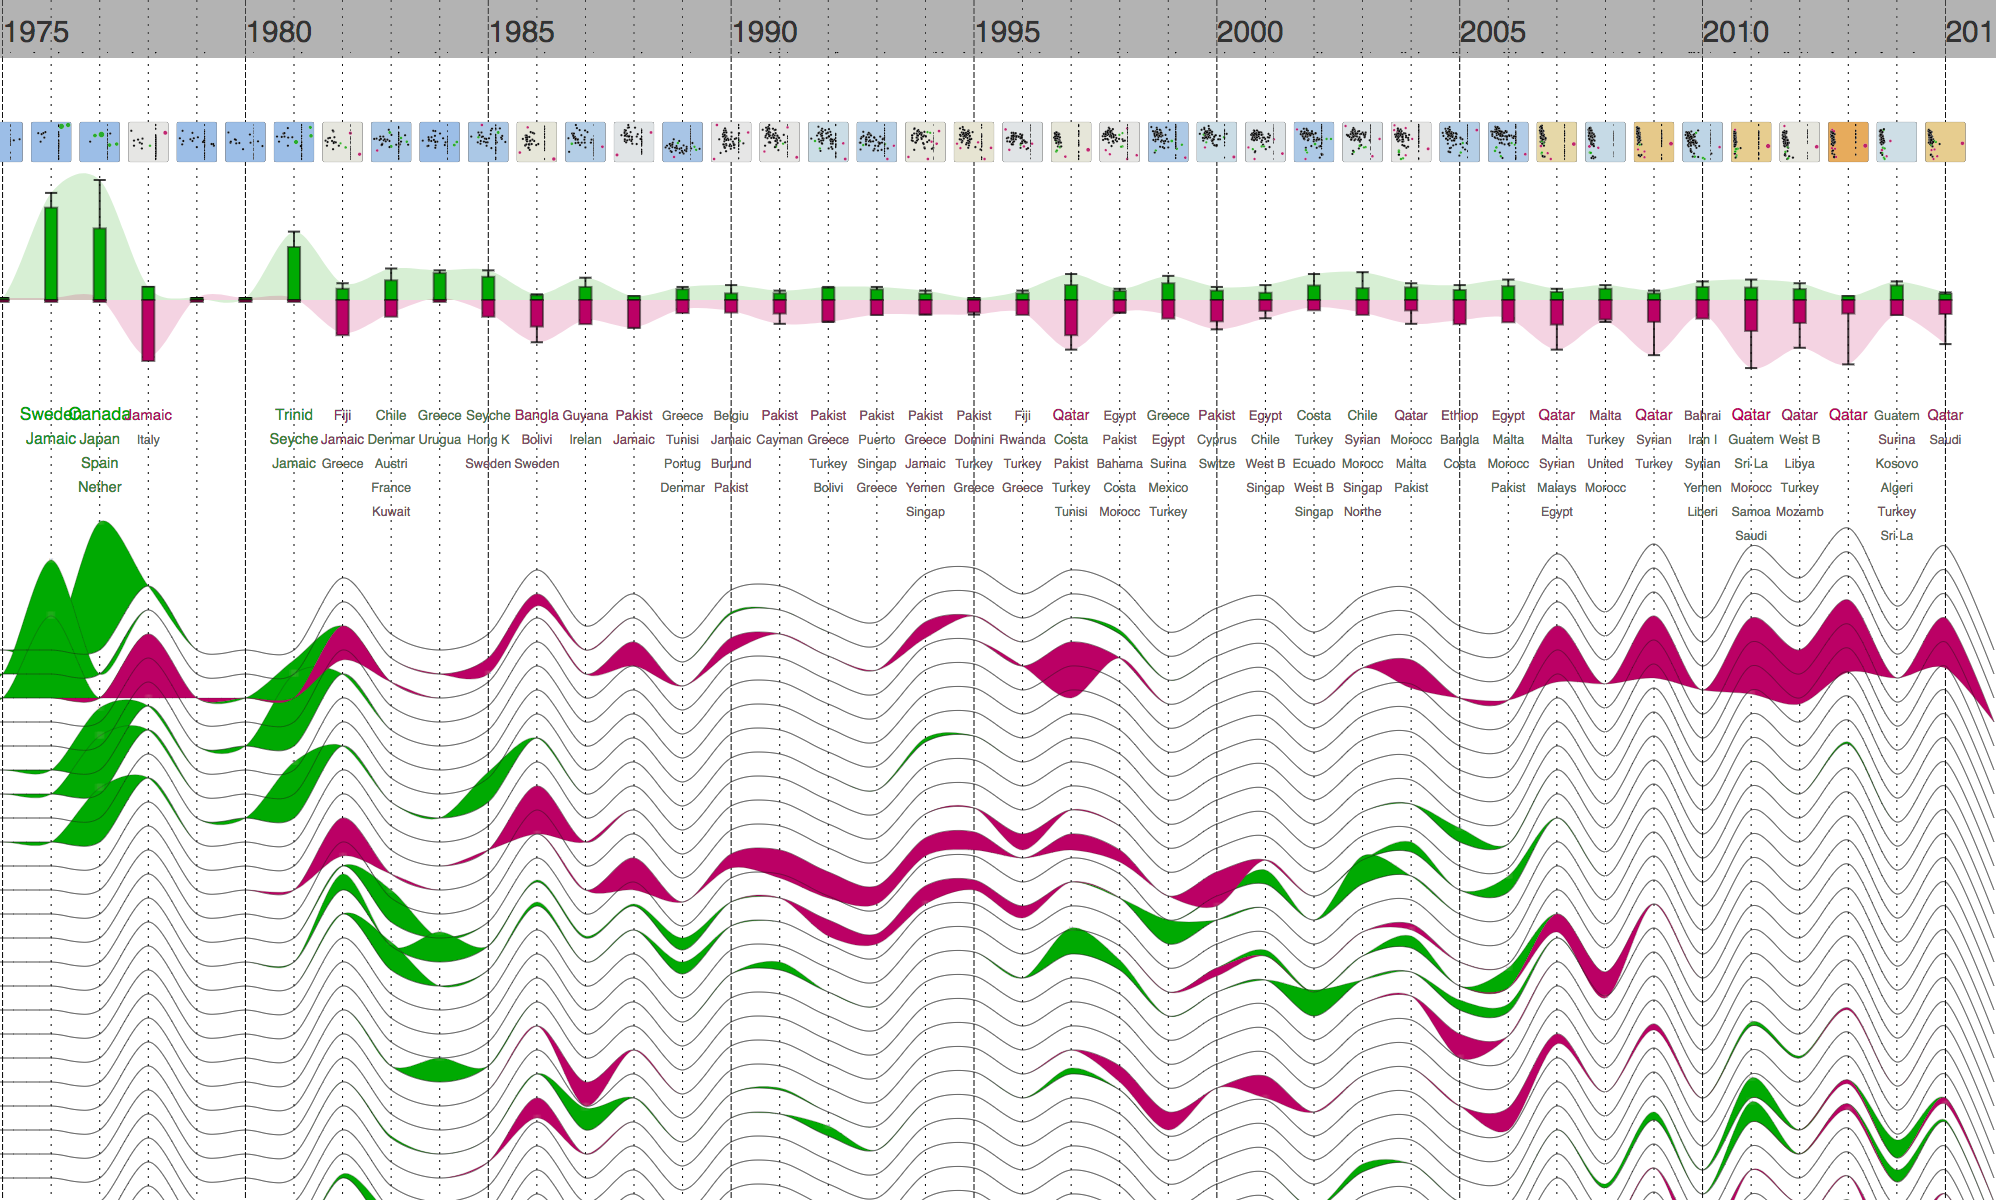 1975 1980 1985 1990 1995 2000 2005 2010 201
Sweden Canada Jamaic Trinid Fiji Chile Greece Seyche Bangla Guyana Pakist Greece Belgiu Pakist Pakist Pakist Pakist Pakist Fiji Qatar Egypt Greece Pakist Egypt Costa Chile Qatar Ethiop Egypt Qatar Malta Qatar Bahrai Qatar Qatar Qatar Guatem Qatar
Jamaic Japan Italy Seyche Jamaic Denmar Urugua Hong K Bolivi Irelan Jamaic Tunisi Jamaic Cayman Greece Puerto Greece Domini Rwanda Costa Pakist Egypt Cyprus Chile Turkey Syrian Morocc Bangla Malta Malta Turkey Syrian Iran I Guatem West B Surina Saudi
Spain Jamaic Greece Austri Sweden Sweden Portug Burund Turkey Singap Jamaic Turkey Turkey Pakist Bahama Surina Switze West B Ecuado Morocc Malta Costa Morocc Syrian United Turkey Syrian Sri La Libya Kosovo
Nether France Denmar Pakist Bolivi Greece Yemen Greece Greece Turkey Costa Mexico Singap West B Singap Pakist Pakist Malays Morocc Yemen Morocc Turkey Algeri
Kuwait Singap Tunisi Morocc Turkey Singap Northe Egypt Liberi Samoa Mozamb Turkey
Saudi Sri La